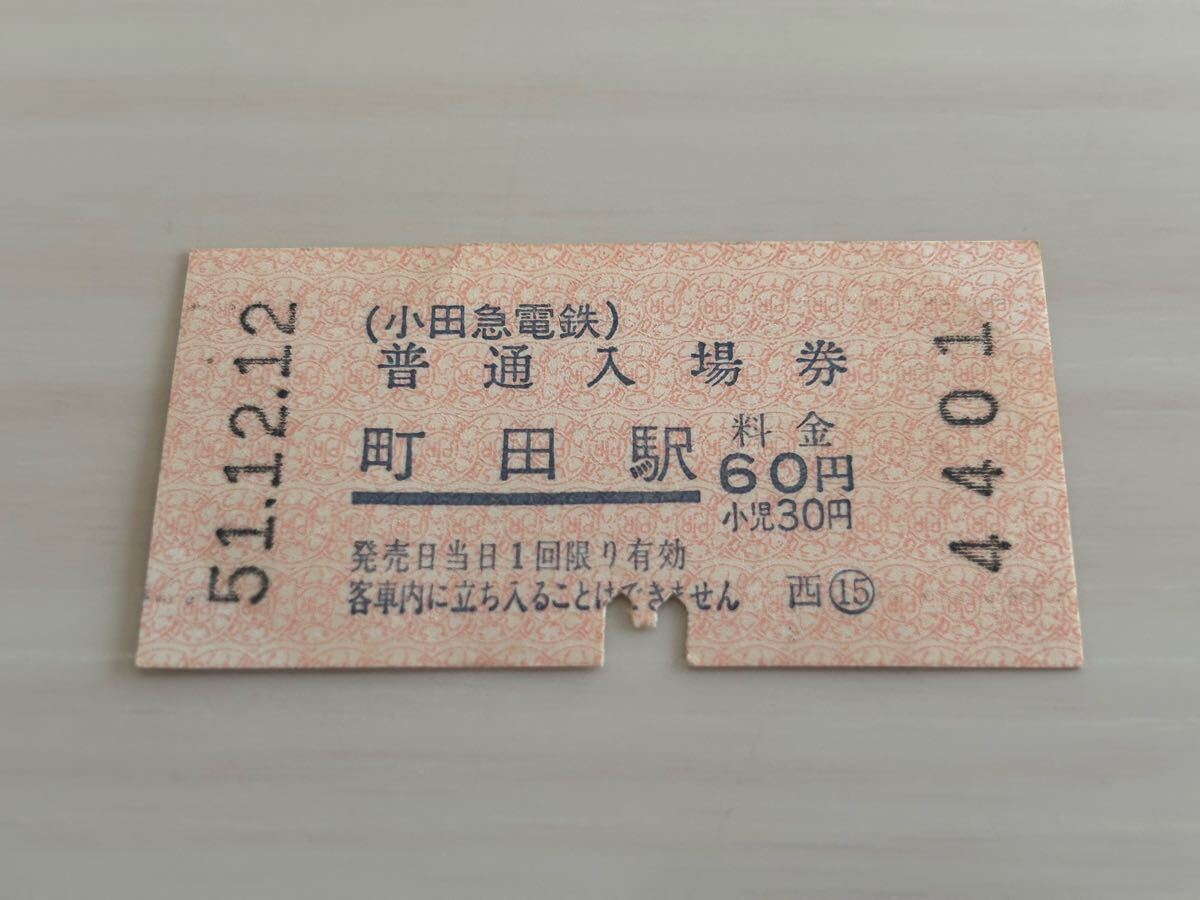 51.12.12
(小田急電鉄)
普通入場券
町田駅
料金
60円
小児30円
発売日当日1回限り有効
客車内に立ち入ることはできません
西⑮
4401